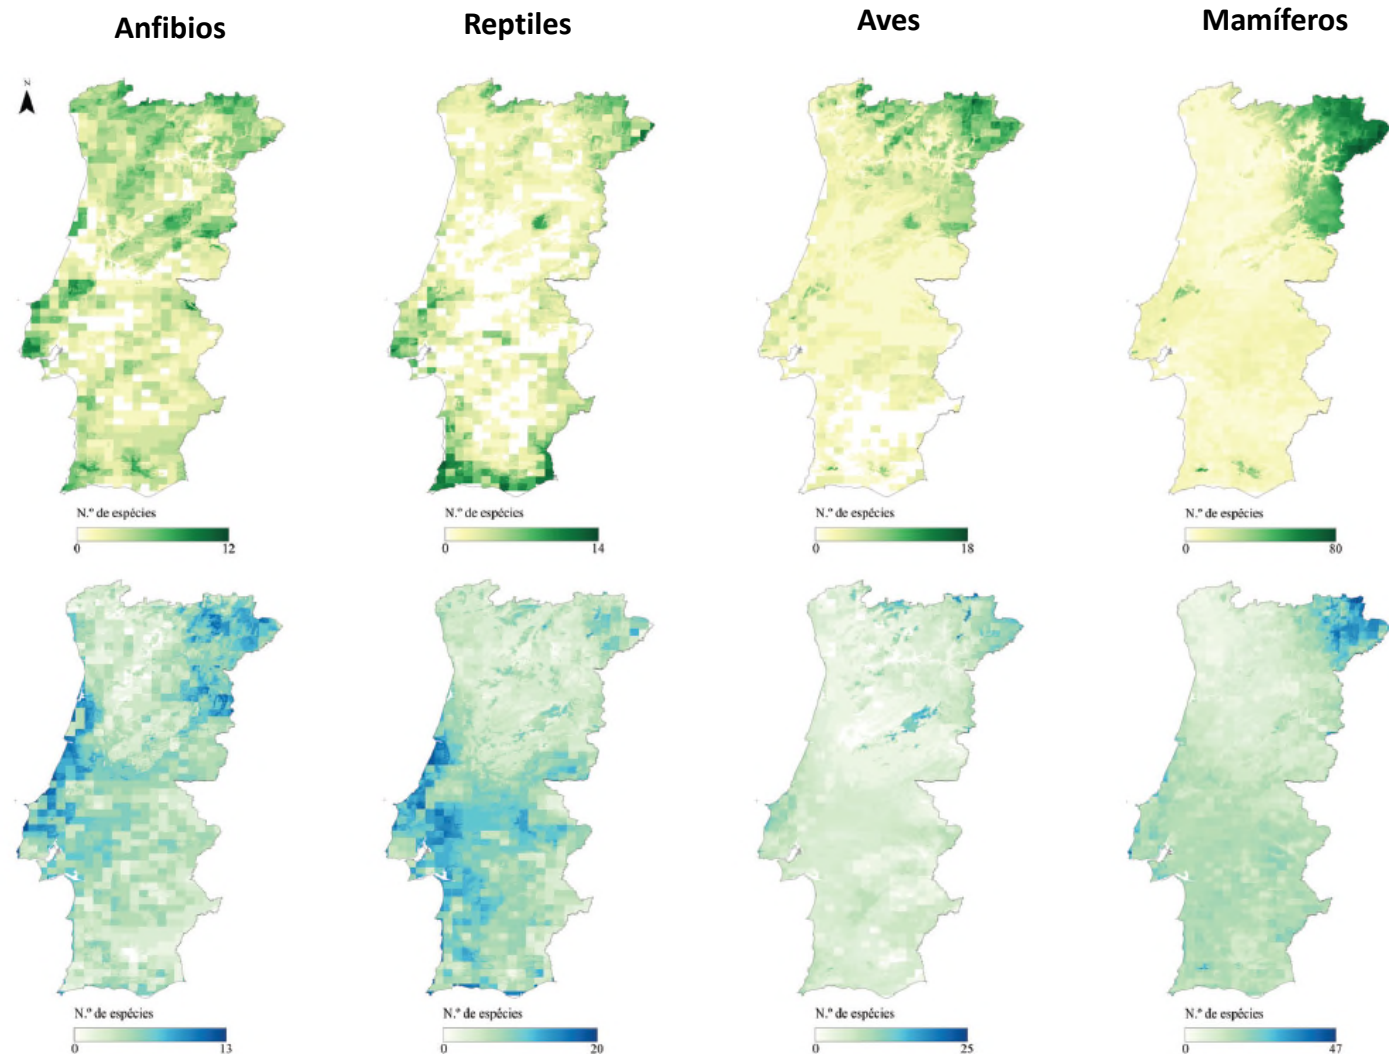 Anfibios
Reptiles
Aves
Mamíferos
N
N.º de espécies
0 12
N.º de espécies
0 14
N.º de espécies
0 18
N.º de espécies
0 80
N.º de espécies
0 13
N.º de espécies
0 20
N.º de espécies
0 25
N.º de espécies
0 47